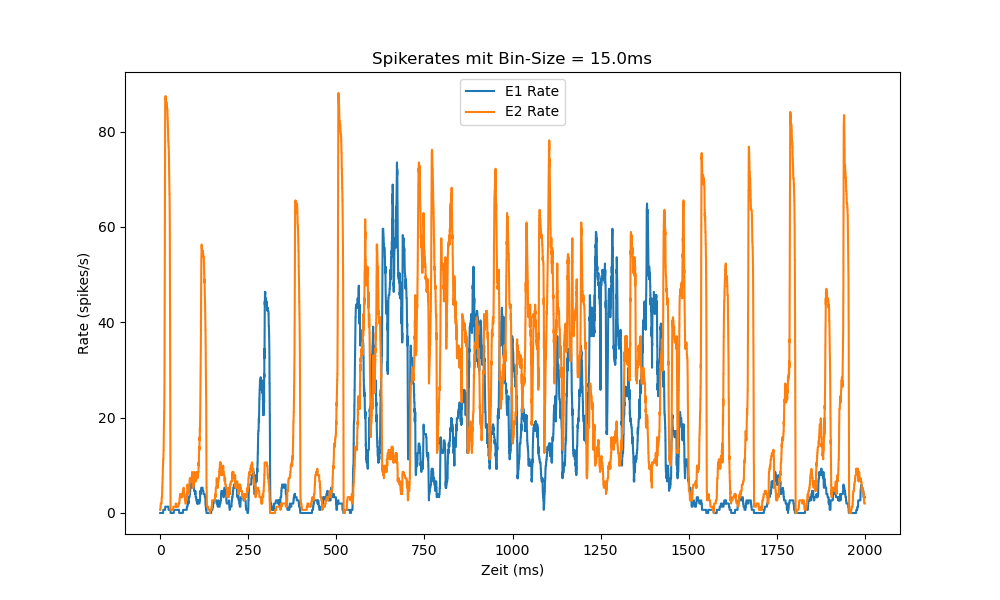 Spikerates mit Bin-Size = 15.0ms
E1 Rate
E2 Rate
80
60
40
20
0
Rate (spikes/s)
0 250 500 750 1000 1250 1500 1750 2000
Zeit (ms)